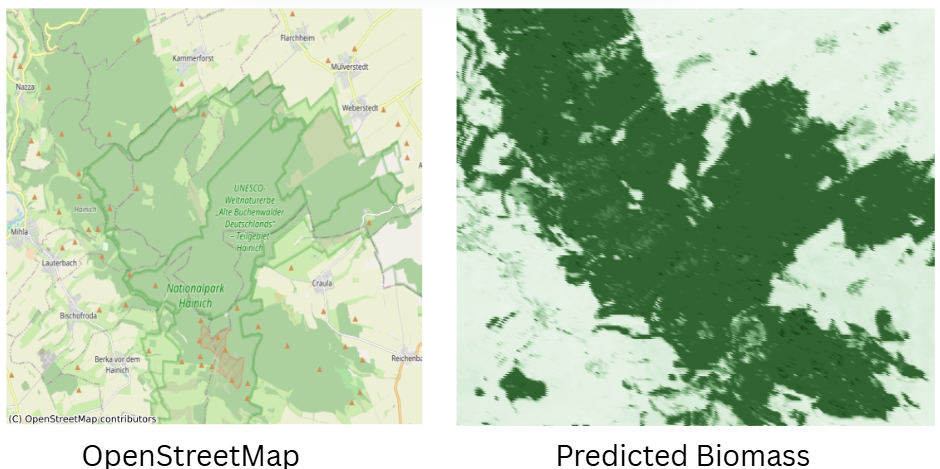 Flarchheim
Kammerforst
Mülverstedt
Nazza
Weberstedt
UNESCO-
Weltnaturerbe
„Alte Buchenwälder
Deutschlands“
– Teilgebiet
Hainich
Hainich
Mihla
Lauterbach
Nationalpark
Hainich
Craula
Bischofroda
Berka vor dem
Hainich
Reichenba
(C) OpenStreetMap contributors
OpenStreetMap
Predicted Biomass